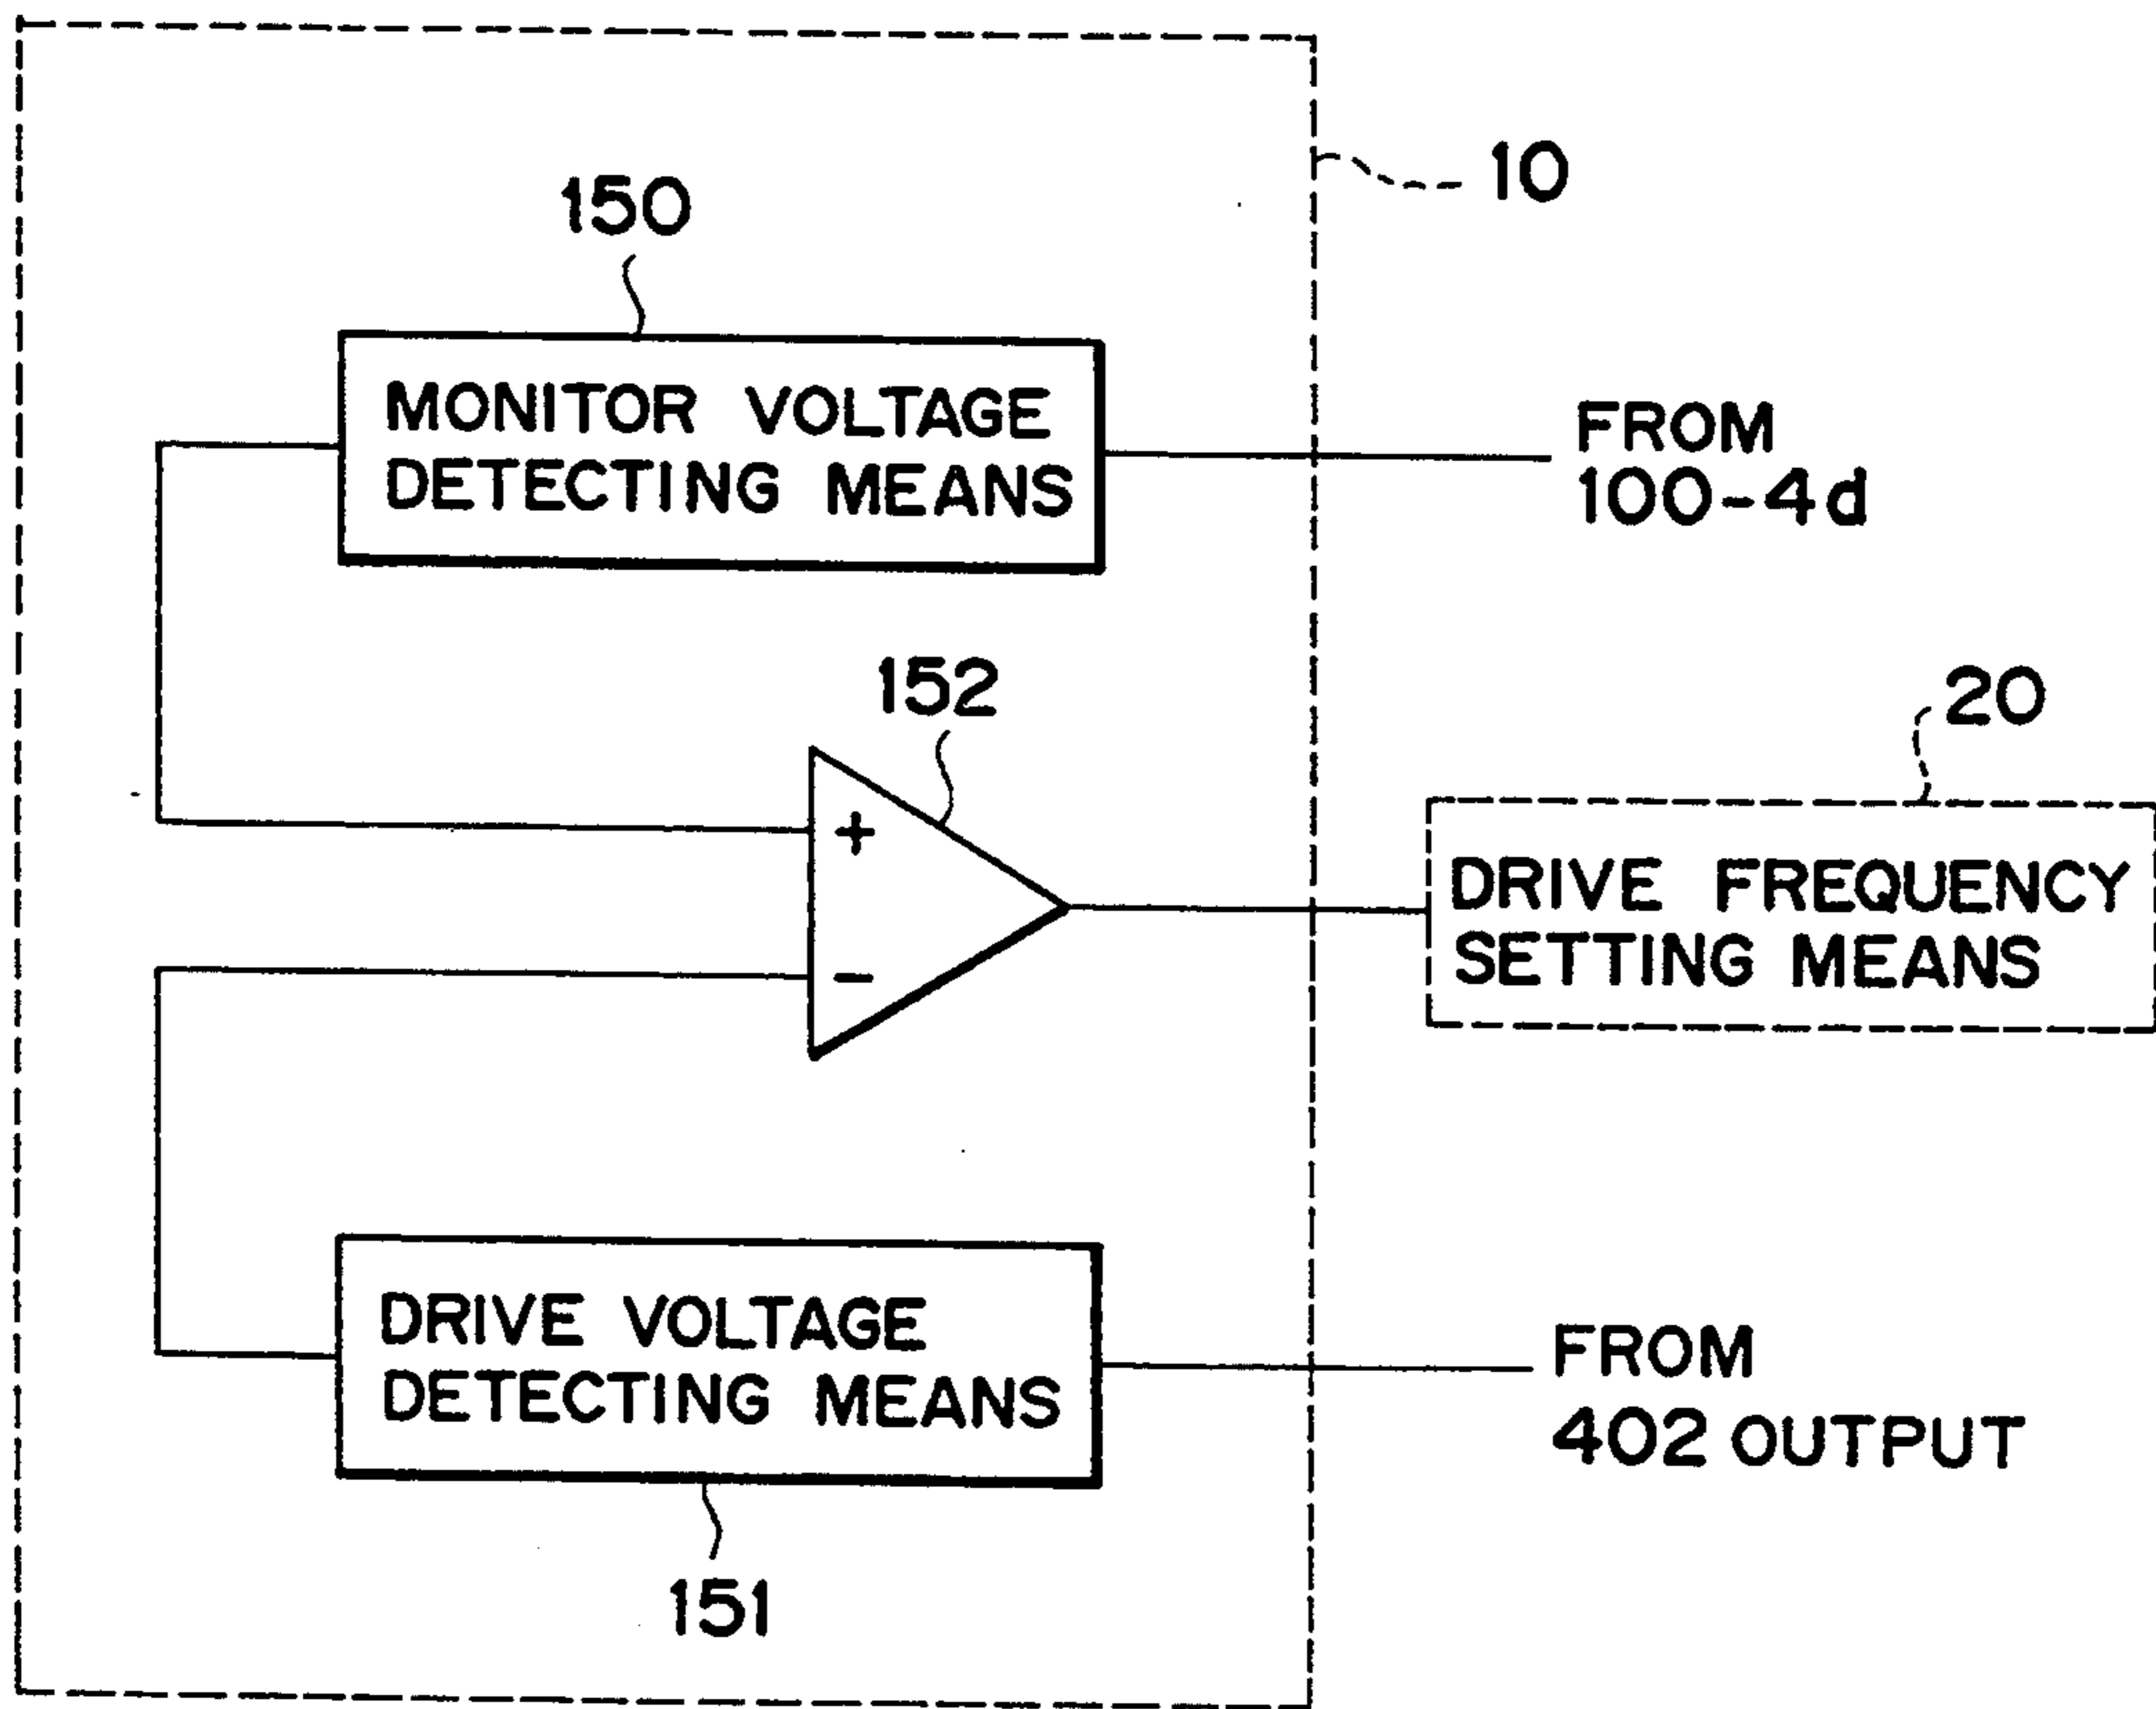 10
150
MONITOR VOLTAGE
DETECTING MEANS
FROM
100-4d
152
+
-
20
DRIVE FREQUENCY
SETTING MEANS
DRIVE VOLTAGE
DETECTING MEANS
FROM
402 OUTPUT
151